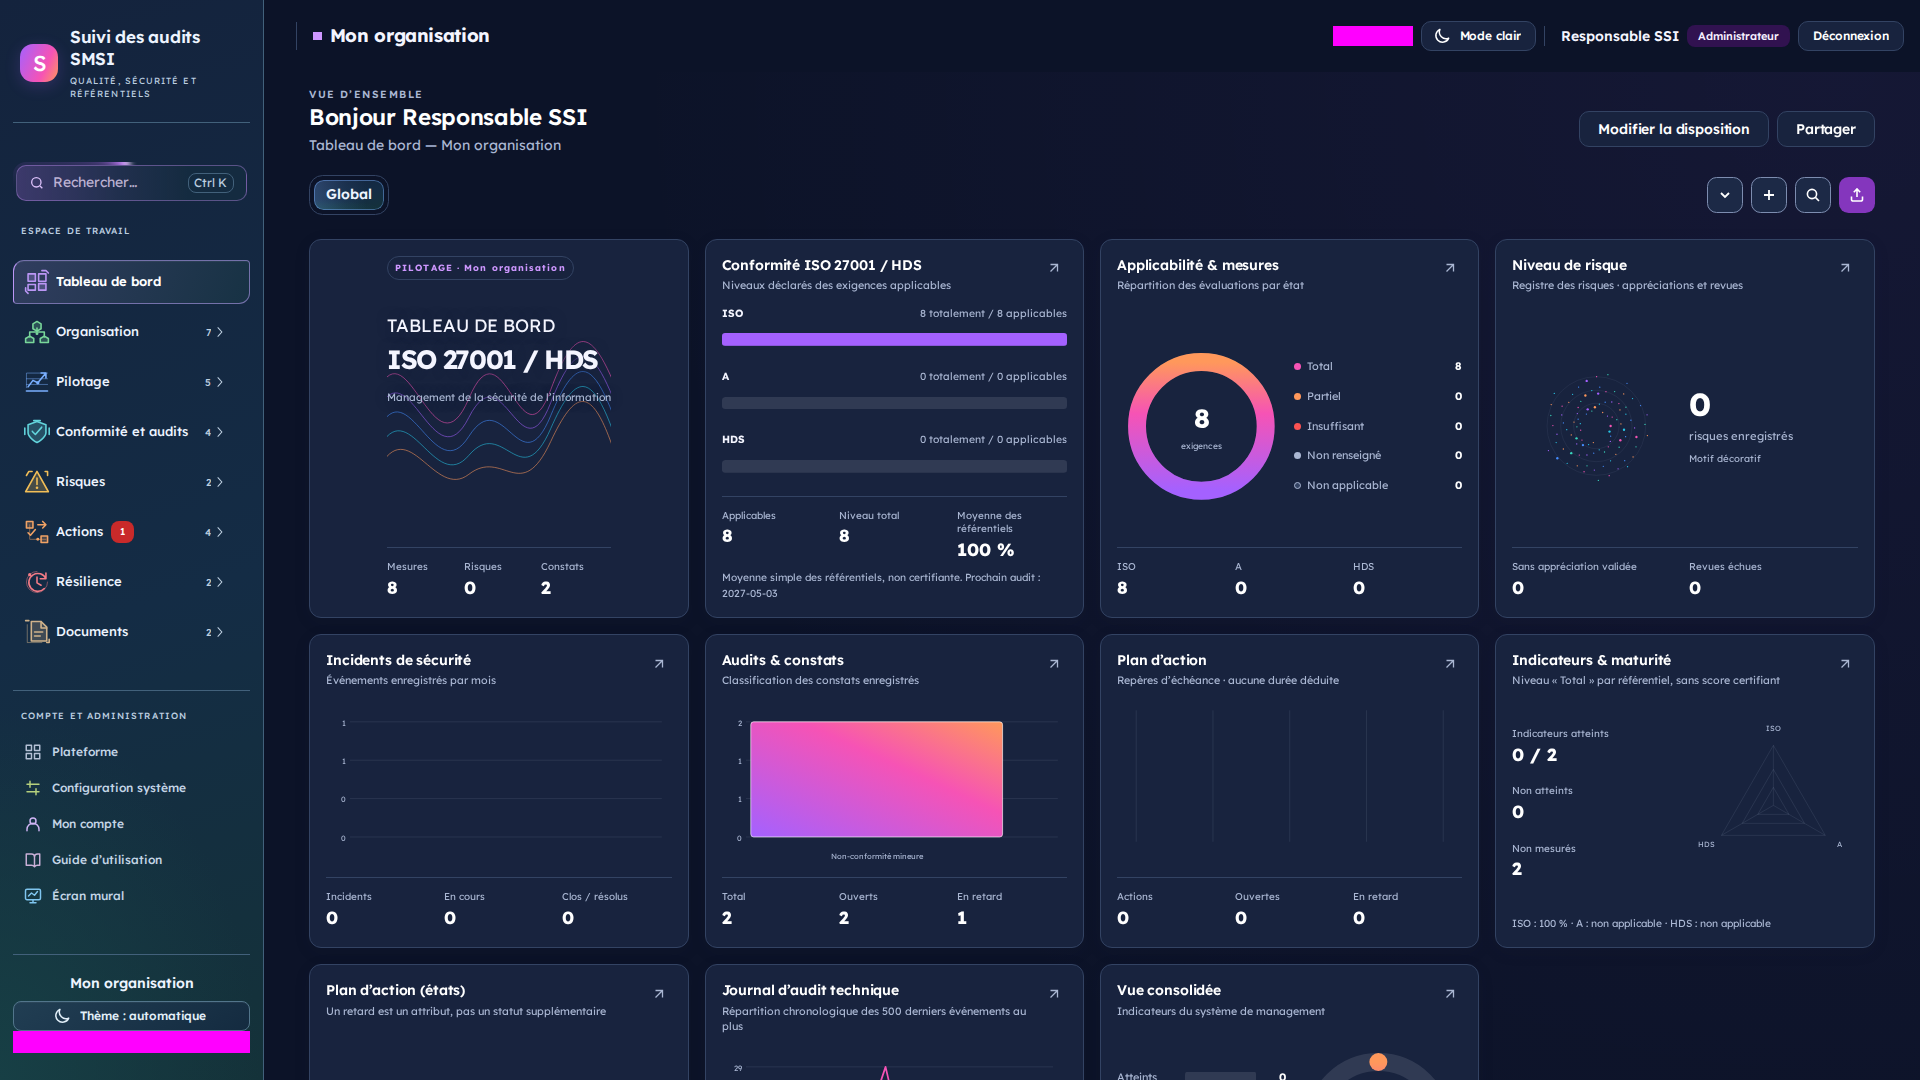 S
Suivi des audits
SMSI
QUALITÉ, SÉCURITÉ ET
RÉFÉRENTIELS
Rechercher...
Ctrl K
ESPACE DE TRAVAIL
Tableau de bord
Organisation 7
Pilotage 5
Conformité et audits 4
Risques 2
Actions 1 4
Résilience 2
Documents 2
COMPTE ET ADMINISTRATION
Plateforme
Configuration système
Mon compte
Guide d’utilisation
Écran mural
Mon organisation
Thème : automatique
Mon organisation
Mode clair
Responsable SSI
Administrateur
Déconnexion
VUE D’ENSEMBLE
Bonjour Responsable SSI
Tableau de bord — Mon organisation
Modifier la disposition
Partager
Global
PILOTAGE · Mon organisation
TABLEAU DE BORD
ISO 27001 / HDS
Management de la sécurité de l’information
Mesures Risques Constats
8 0 2
Conformité ISO 27001 / HDS
Niveaux déclarés des exigences applicables
ISO 8 totalement / 8 applicables
A 0 totalement / 0 applicables
HDS 0 totalement / 0 applicables
Applicables Niveau total Moyenne des
référentiels
8 8 100 %
Moyenne simple des référentiels, non certifiante. Prochain audit :
2027-05-03
Applicabilité & mesures
Répartition des évaluations par état
8
exigences
Total 8
Partiel 0
Insuffisant 0
Non renseigné 0
Non applicable 0
ISO A HDS
8 0 0
Niveau de risque
Registre des risques · appréciations et revues
0
risques enregistrés
Motif décoratif
Sans appréciation validée Revues échues
0 0
Incidents de sécurité
Événements enregistrés par mois
1
1
0
0
Incidents En cours Clos / résolus
0 0 0
Audits & constats
Classification des constats enregistrés
2
1
1
0
Non-conformité mineure
Total Ouverts En retard
2 2 1
Plan d’action
Repères d’échéance · aucune durée déduite
Actions Ouvertes En retard
0 0 0
Indicateurs & maturité
Niveau « Total » par référentiel, sans score certifiant
Indicateurs atteints
0 / 2
Non atteints
0
Non mesurés
2
ISO
HDS A
ISO : 100 % · A : non applicable · HDS : non applicable
Plan d’action (états)
Un retard est un attribut, pas un statut supplémentaire
Journal d’audit technique
Répartition chronologique des 500 derniers événements au
plus
29
Vue consolidée
Indicateurs du système de management
Atteints 0